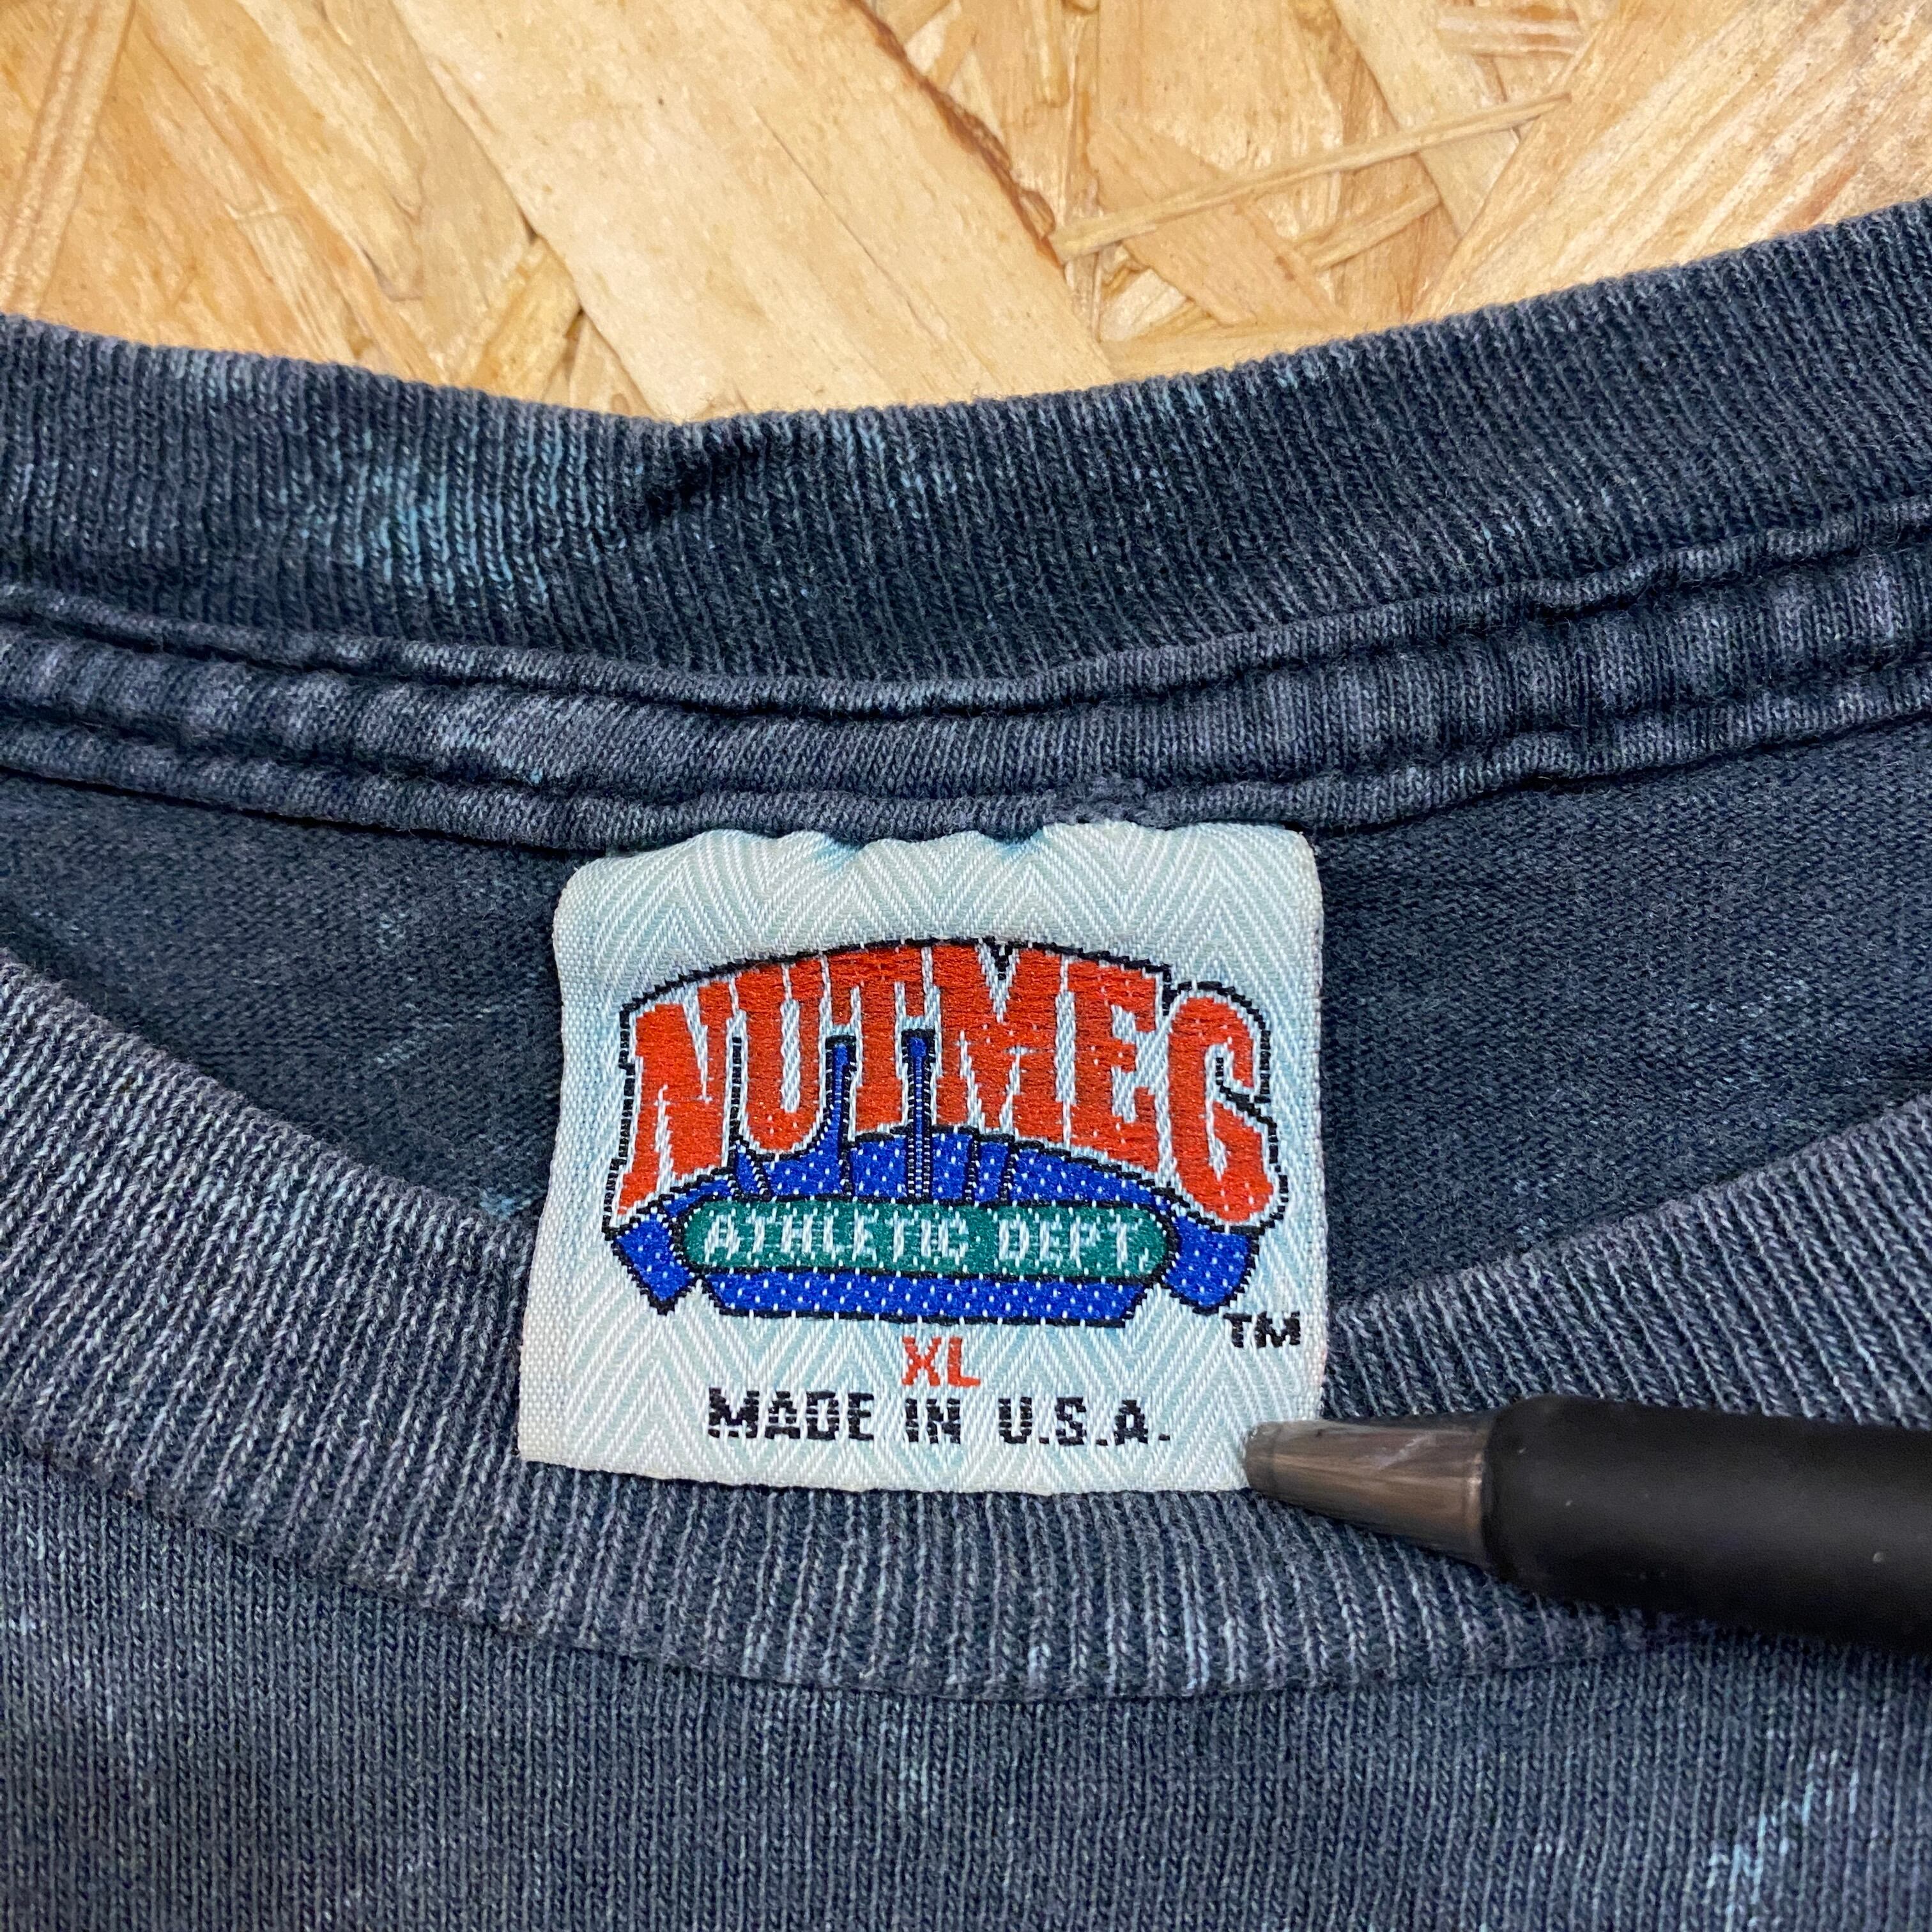 NUTMEG
ATHLETIC DEPT.
TM
XL
MADE IN U.S.A.